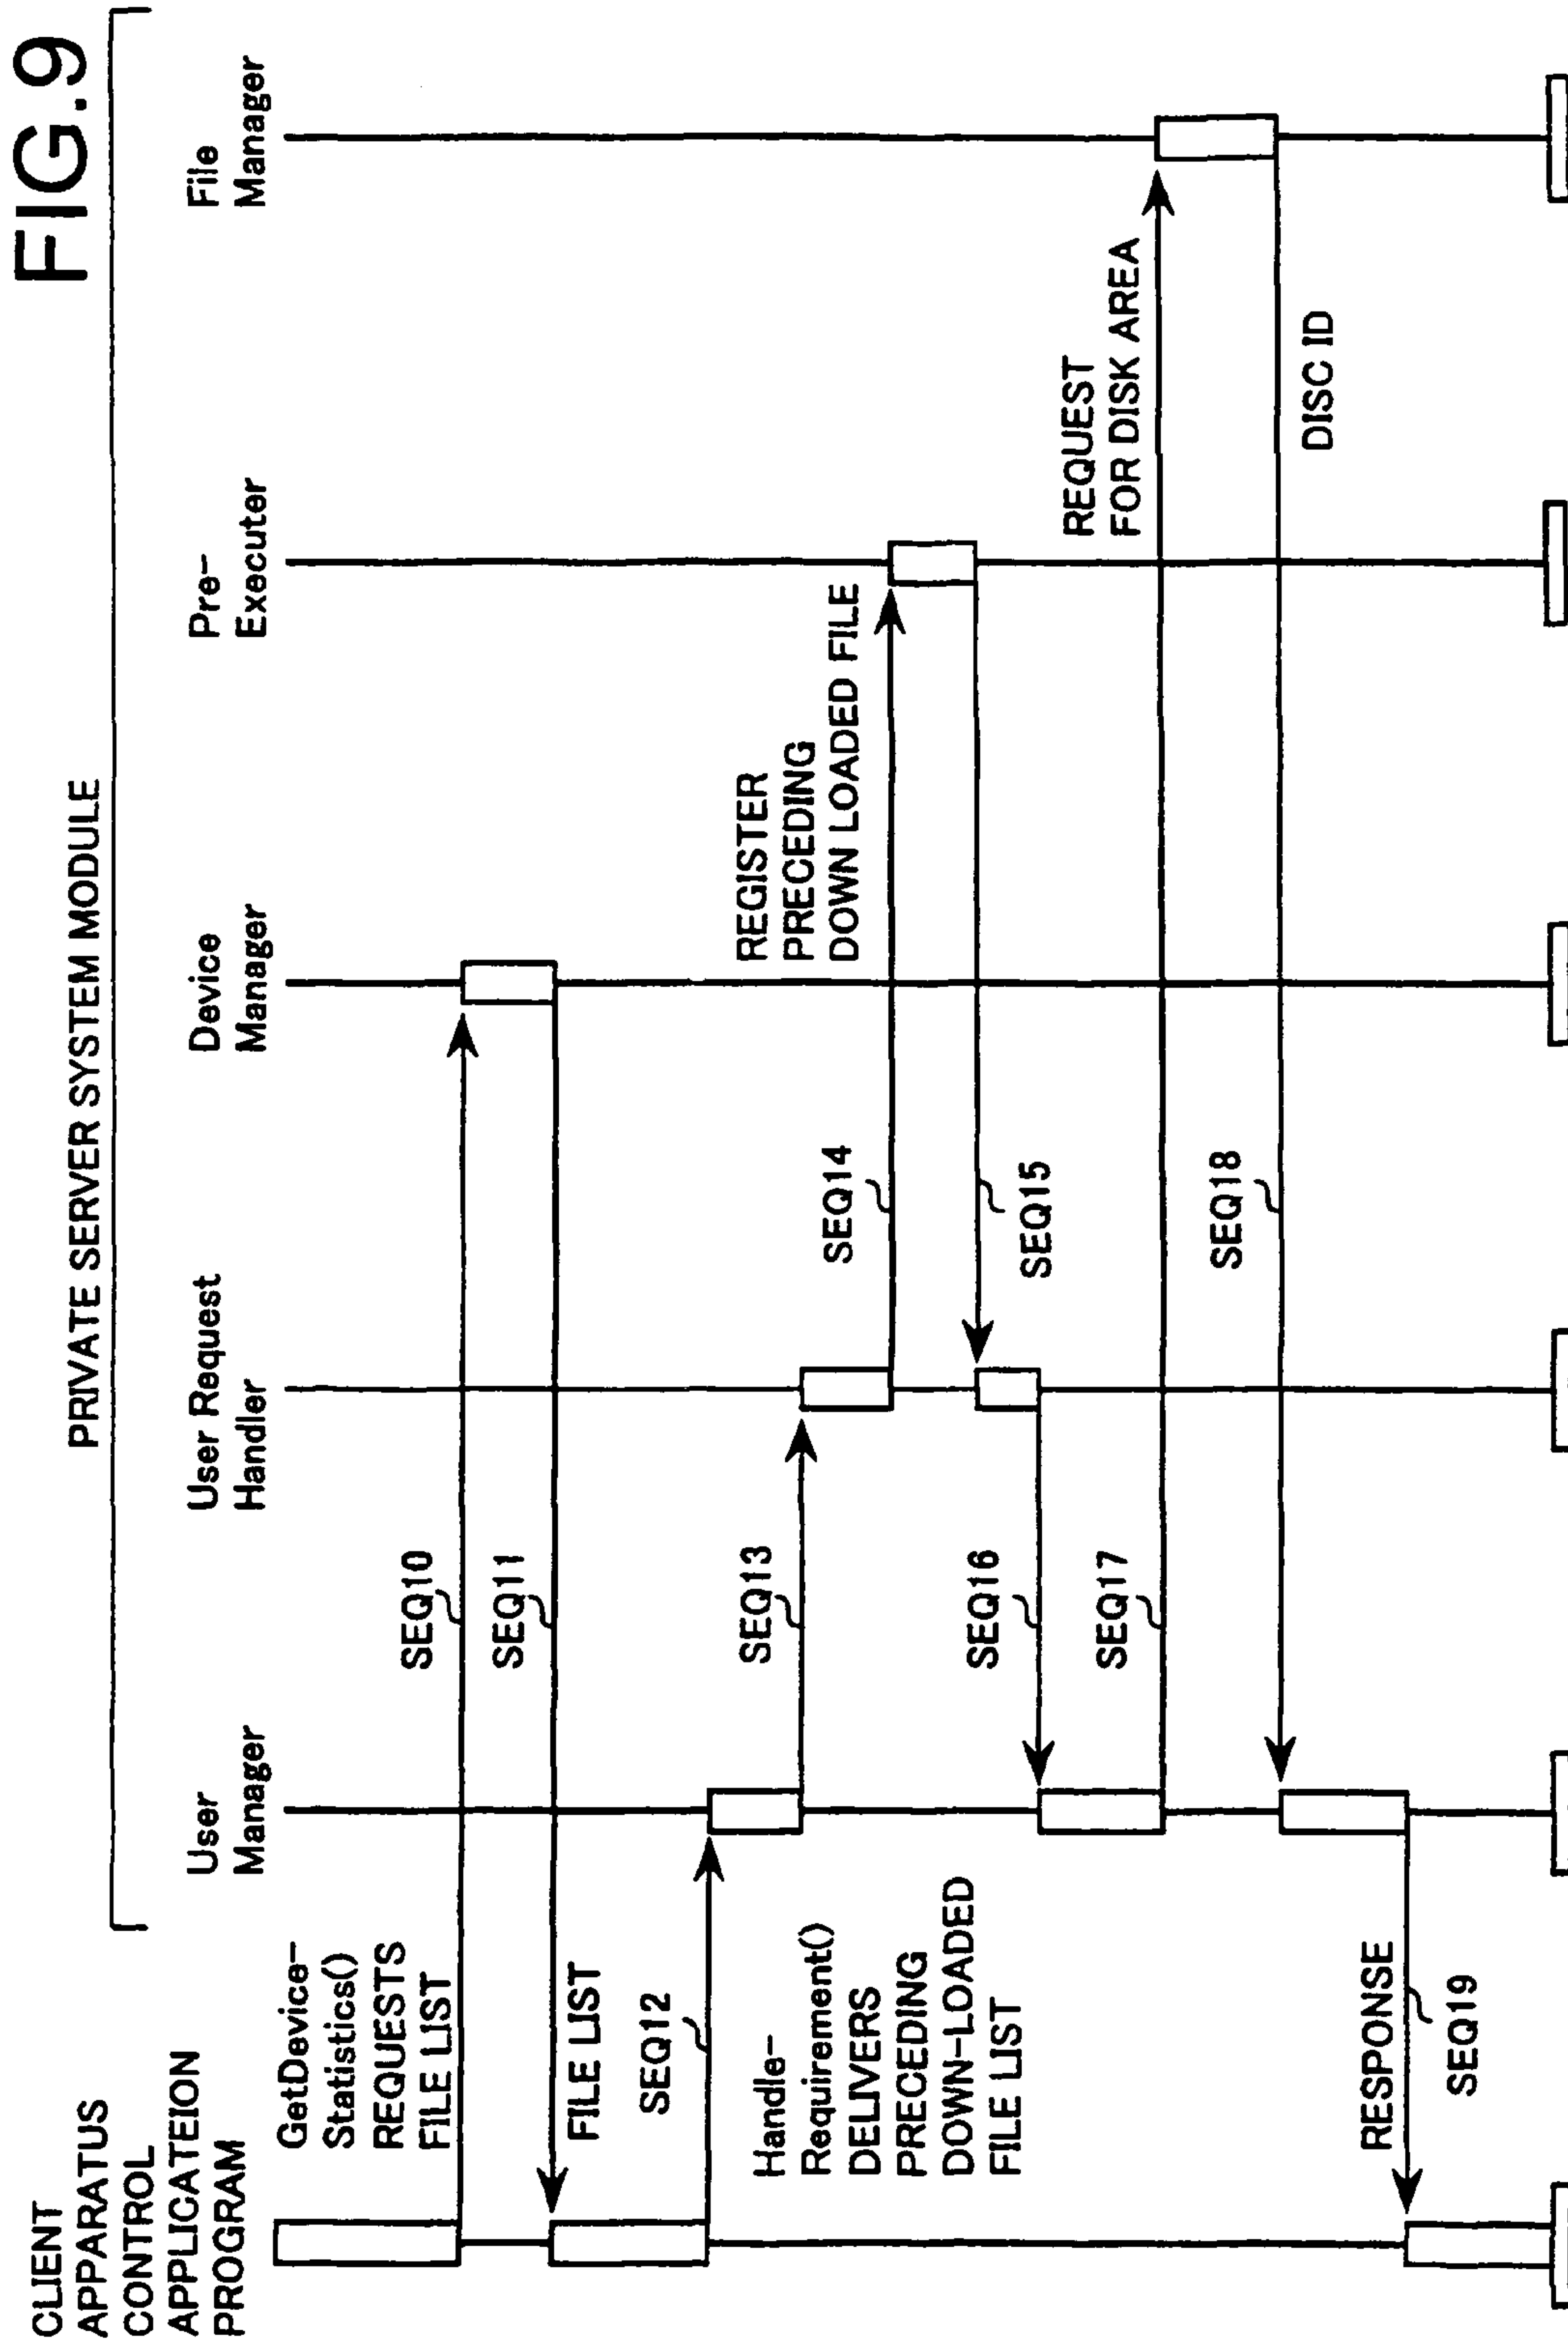 FIG.9
PRIVATE SERVER SYSTEM MODULE
CLIENT
APPARATUS
CONTROL
APPLICATEION
PROGRAM
User
Manager
User Request
Handler
Device
Manager
Pre-
Executer
File
Manager
GetDevice-
Statistics()
REQUESTS
FILE LIST
SEQ10
SEQ11
FILE LIST
SEQ12
Handle-
Requirement()
DELIVERS
PRECEDING
DOWN-LOADED
FILE LIST
SEQ13
REGISTER
PRECEDING
DOWN LOADED FILE
SEQ14
SEQ15
SEQ16
SEQ17
REQUEST
FOR DISK AREA
SEQ18
DISC ID
RESPONSE
SEQ19